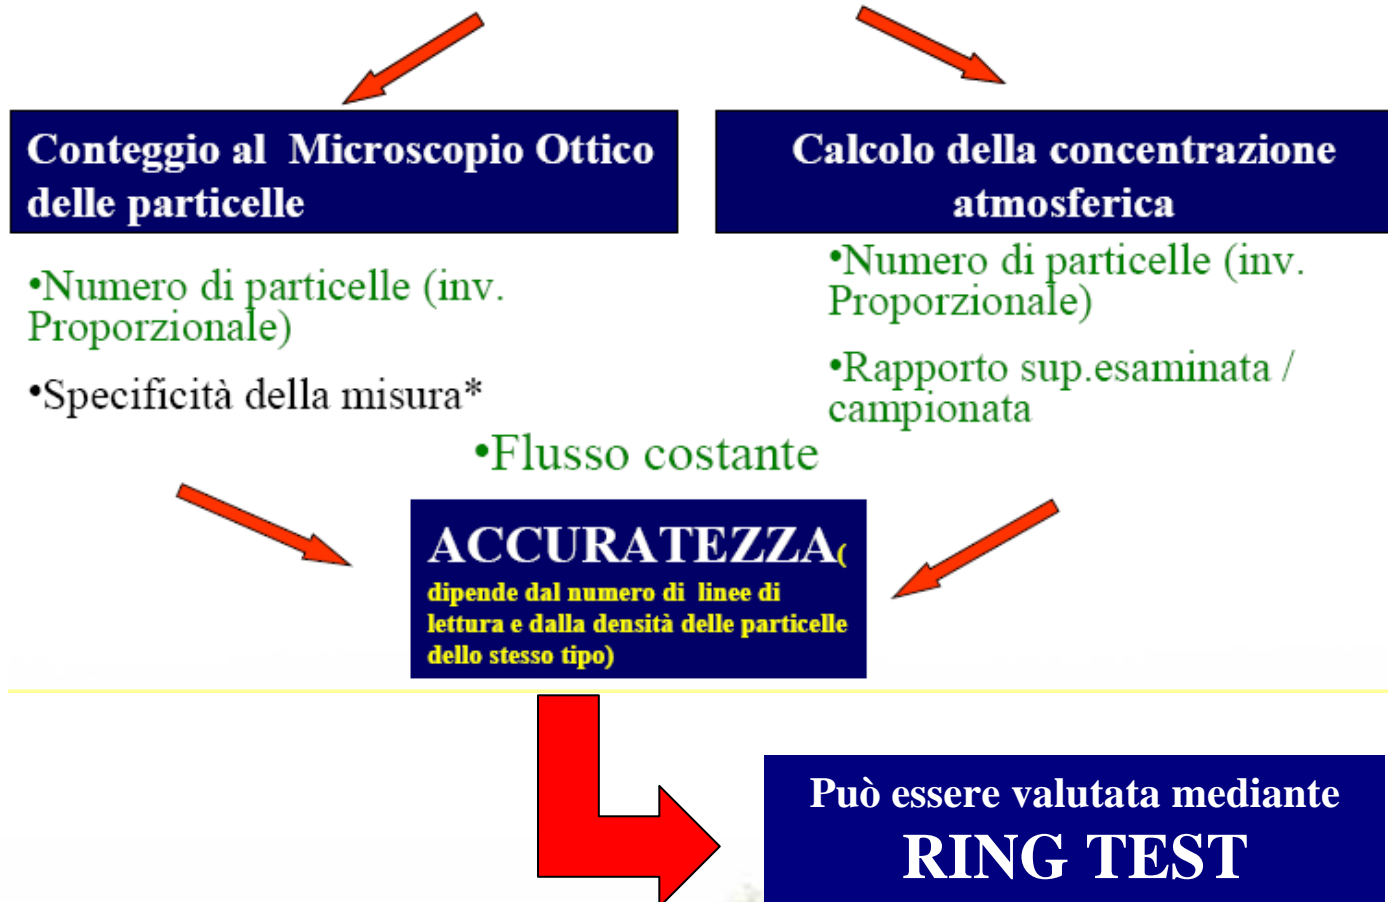 Conteggio al Microscopio Ottico
delle particelle
•Numero di particelle (inv.
Proporzionale)
•Specificità della misura*
Calcolo della concentrazione
atmosferica
•Numero di particelle (inv.
Proporzionale)
•Rapporto sup.esaminata /
campionata
•Flusso costante
ACCURATEZZA(
dipende dal numero di linee di
lettura e dalla densità delle particelle
dello stesso tipo)
Può essere valutata mediante
RING TEST